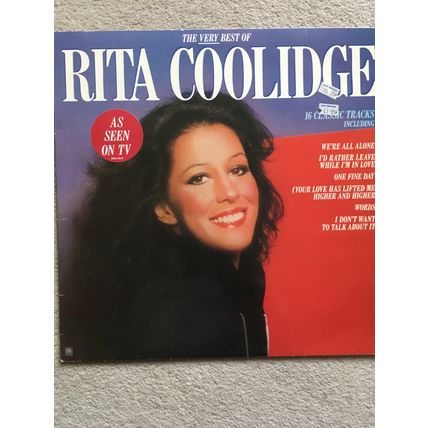 THE VERY BEST OF
RITA COOLIDGE
AS
SEEN
ON TV
16 CLASSIC TRACKS
INCLUDING
WE'RE ALL ALONE
I'D RATHER LEAVE
WHILE I'M IN LOVE
ONE FINE DAY
(YOUR LOVE HAS LIFTED ME
HIGHER AND HIGHER
WORDS
I DON'T WANT
TO TALK ABOUT IT